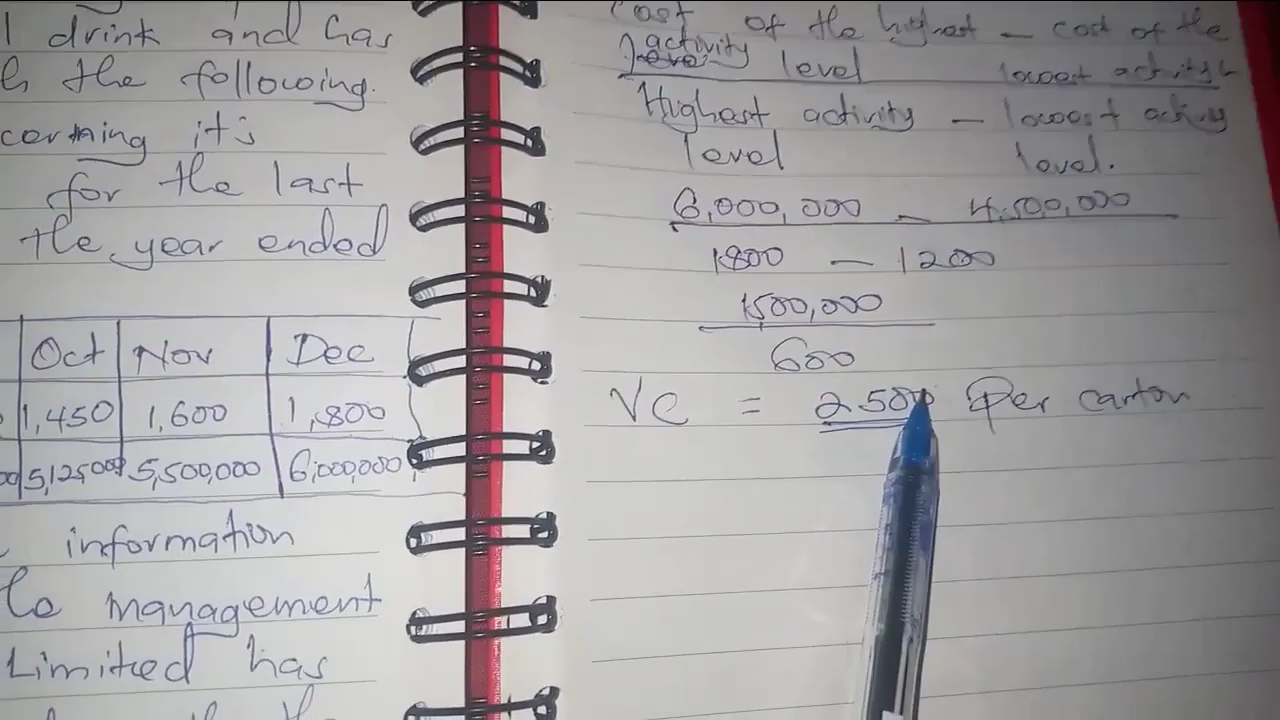 l drink and has
the following.
cerning it's
for the last
the year ended
Oct Nov Dec
1,450 1,600 1,800
5,125,000 5,500,000 6,000,000
information
to management
Limited has
Cost of the highest - cost of the
activity level lowest activity
Highest activity - lowest activity
level level.
6,000,000 - 4,500,000
1800 - 1200
1,500,000
600
VC = 2500 per carton